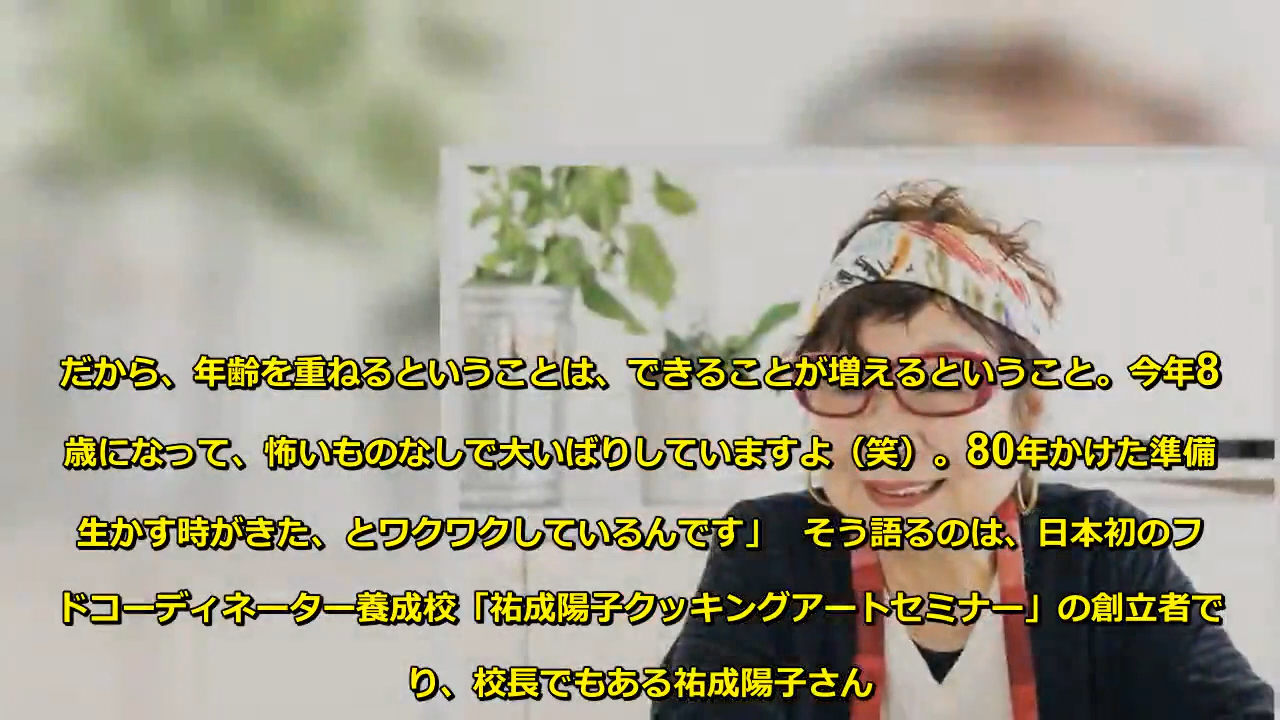 だから、年齢を重ねるということは、できることが増えるということ。今年8
歳になって、怖いものなしで大いばりしていますよ（笑）。80年かけた準備
生かす時がきた、とワクワクしているんです」 そう語るのは、日本初のフ
ドコーディネーター養成校「祐成陽子クッキングアートセミナー」の創立者で
り、校長でもある祐成陽子さん